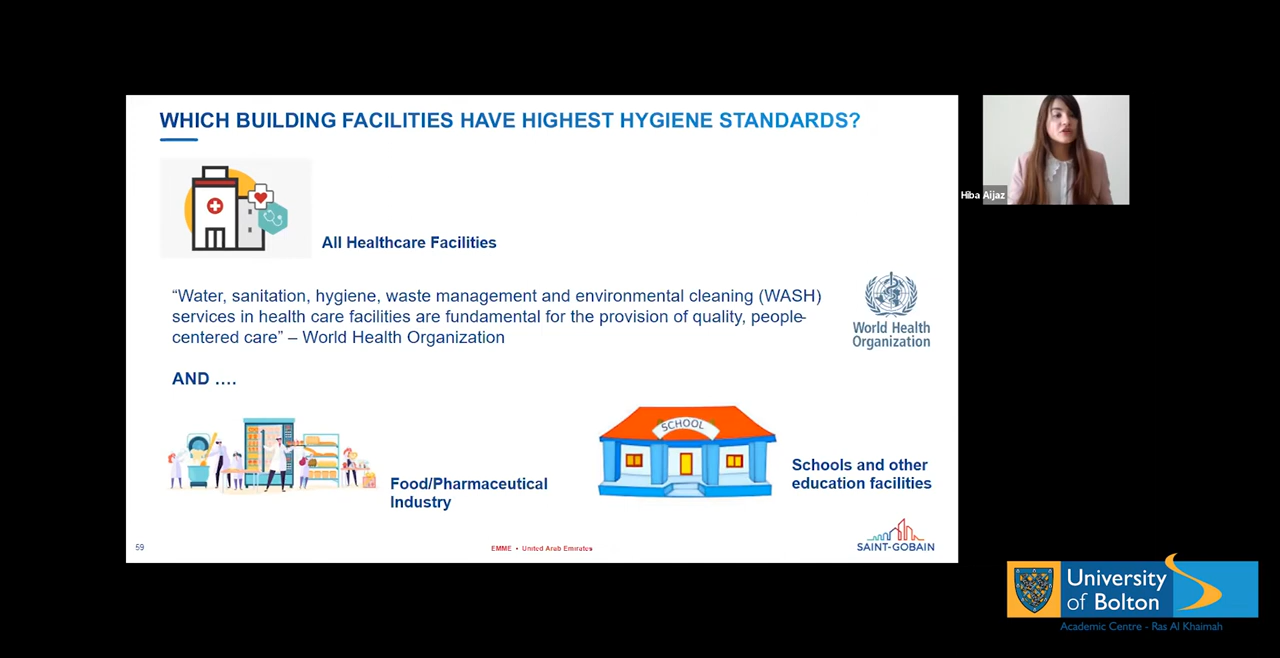 WHICH BUILDING FACILITIES HAVE HIGHEST HYGIENE STANDARDS?
Hiba Aijaz
All Healthcare Facilities
“Water, sanitation, hygiene, waste management and environmental cleaning (WASH)
services in health care facilities are fundamental for the provision of quality, people-
centered care” – World Health Organization
World Health
Organization
AND ....
SCHOOL
Food/Pharmaceutical
Industry
Schools and other
education facilities
59
EMME • United Arab Emirates
SAINT-GOBAIN
University
of Bolton
Academic Centre - Ras Al Khaimah